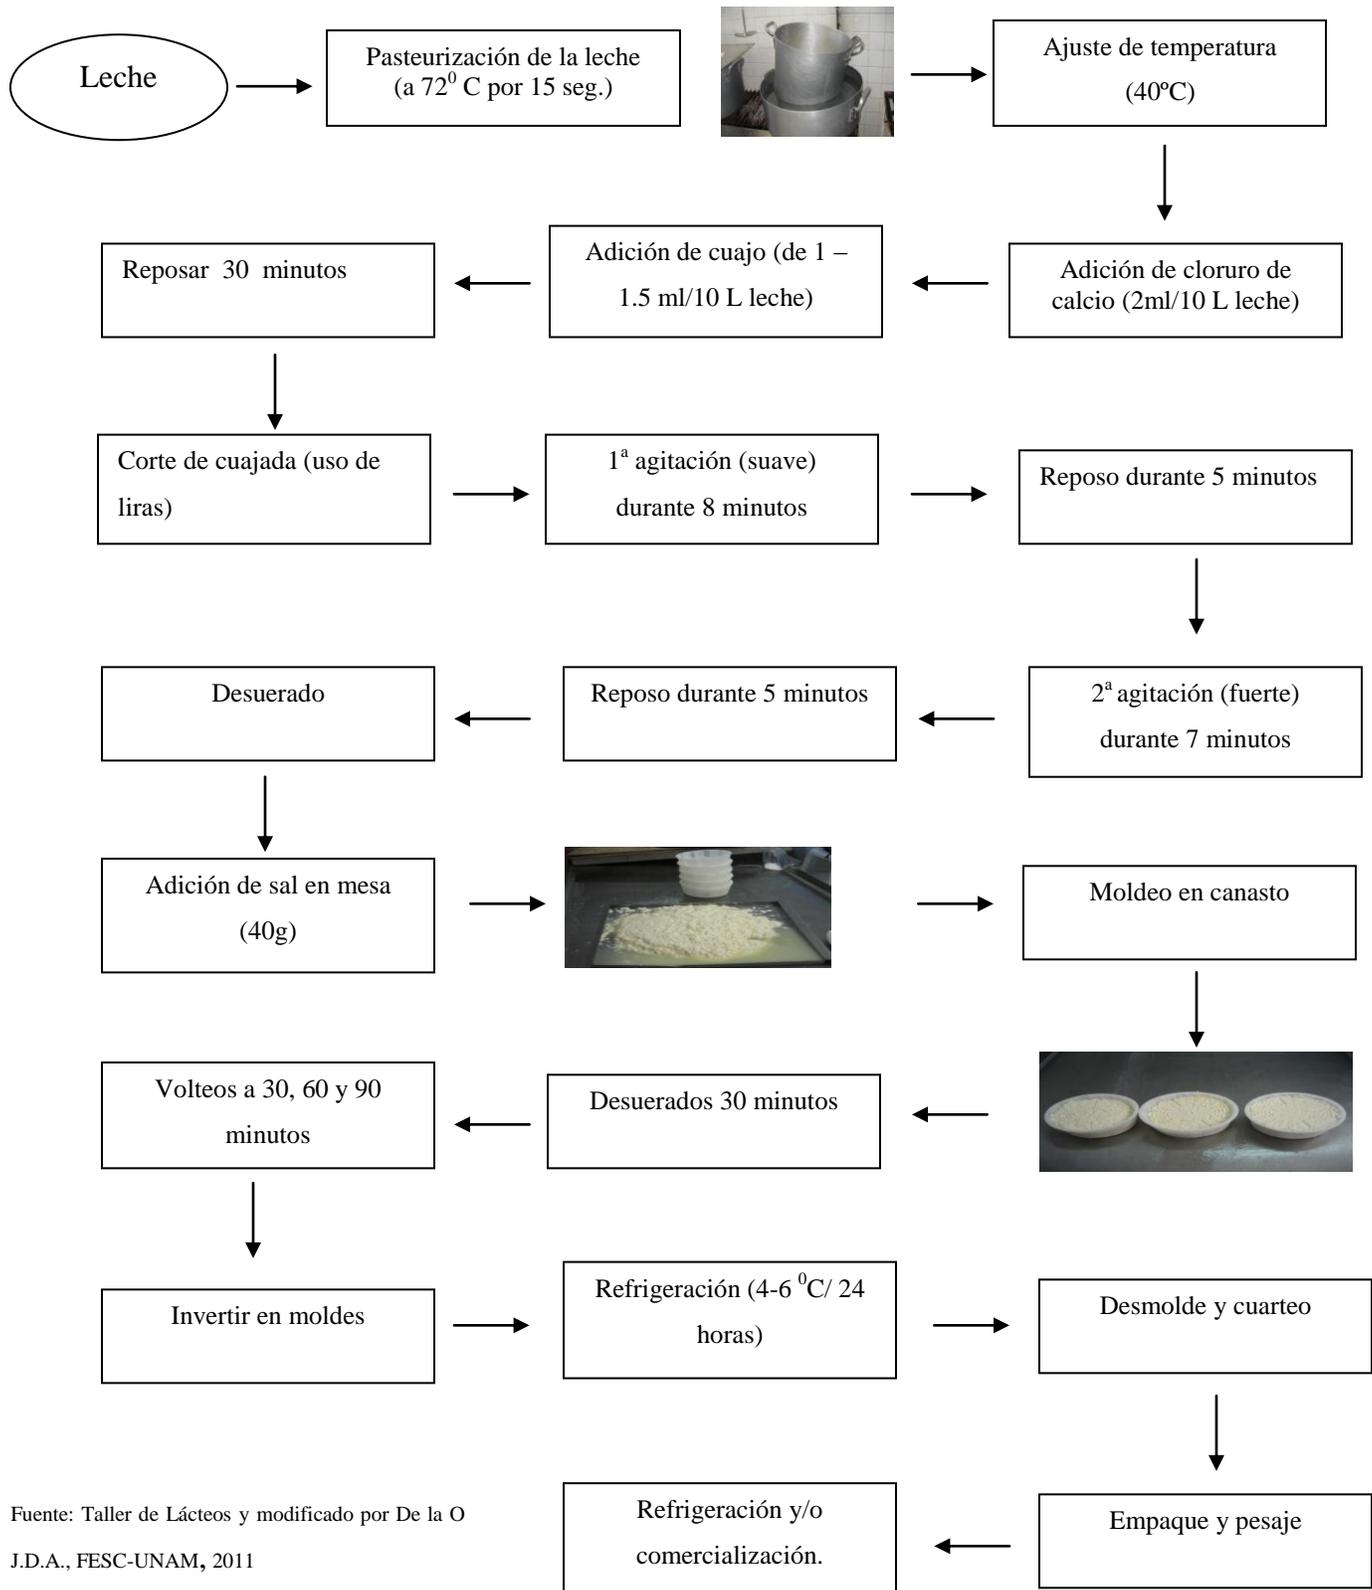 Leche
Pasteurización de la leche
(a 72⁰ C por 15 seg.)
Ajuste de temperatura
(40ºC)
Adición de cloruro de
calcio (2ml/10 L leche)
Adición de cuajo (de 1 –
1.5 ml/10 L leche)
Reposar 30 minutos
Corte de cuajada (uso de
liras)
1ª agitación (suave)
durante 8 minutos
Reposo durante 5 minutos
2ª agitación (fuerte)
durante 7 minutos
Reposo durante 5 minutos
Desuerado
Adición de sal en mesa
(40g)
Moldeo en canasto
Desuerados 30 minutos
Volteos a 30, 60 y 90
minutos
Invertir en moldes
Refrigeración (4-6 ⁰C/ 24
horas)
Desmolde y cuarteo
Empaque y pesaje
Refrigeración y/o
comercialización.
Fuente: Taller de Lácteos y modificado por De la O
J.D.A., FESC-UNAM, 2011